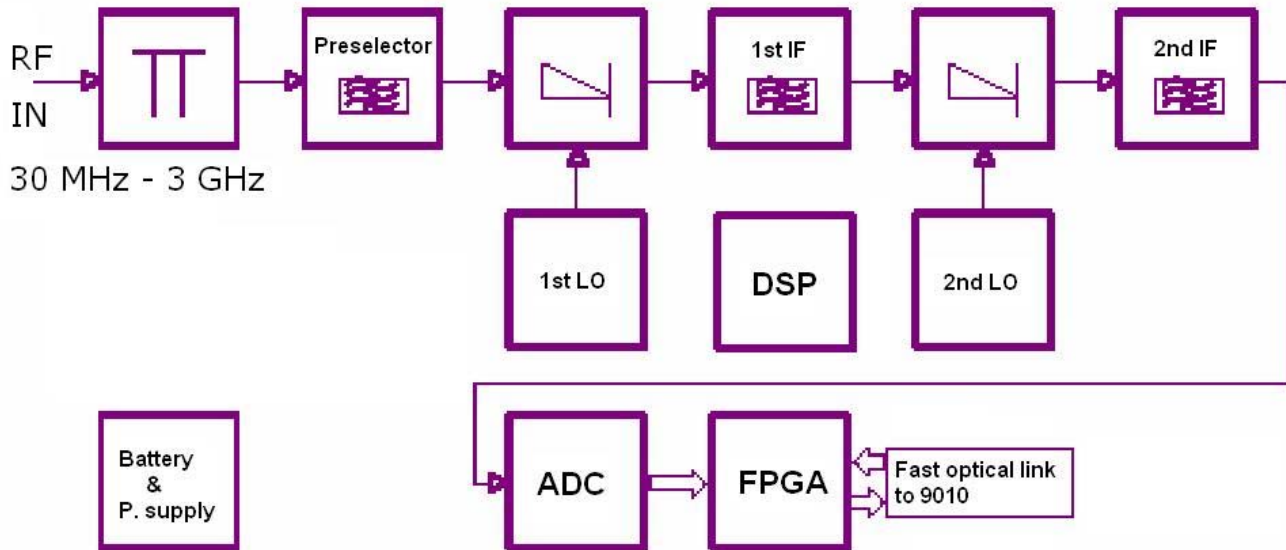 RF
IN
30 MHz - 3 GHz
Preselector
1st IF
2nd IF
1st LO
DSP
2nd LO
Battery
&
P. supply
ADC
FPGA
Fast optical link
to 9010